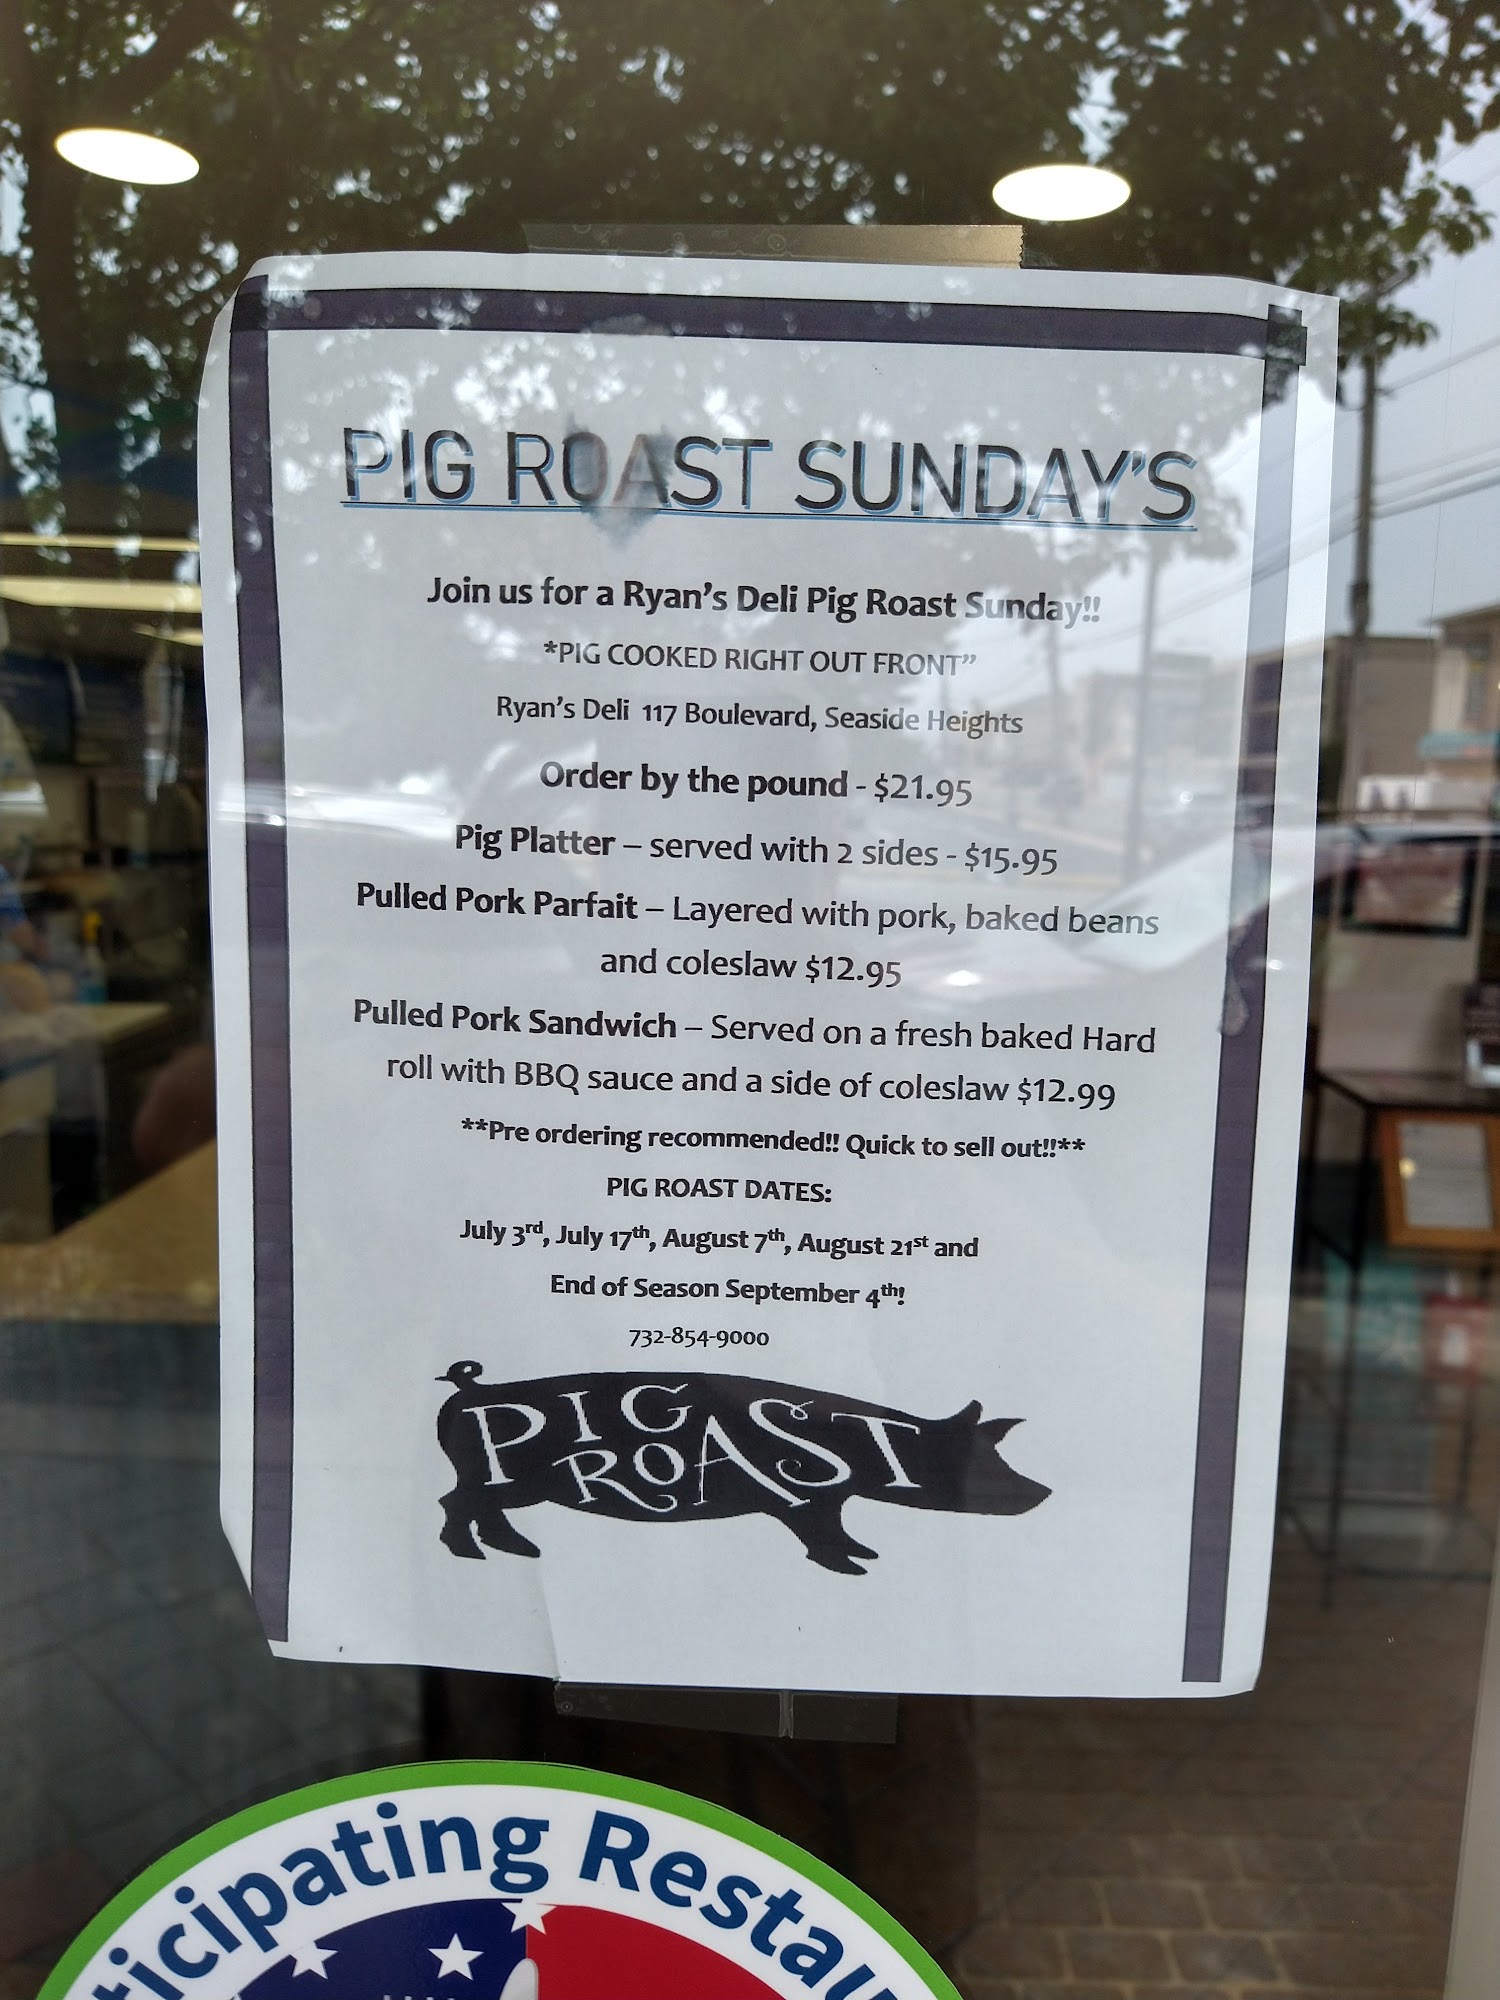 PIG ROAST SUNDAY'S
Join us for a Ryan's Deli Pig Roast Sunday!!
*PIG COOKED RIGHT OUT FRONT”
Ryan's Deli 117 Boulevard, Seaside Heights
Order by the pound - $21.95
Pig Platter – served with 2 sides - $15.95
Pulled Pork Parfait – Layered with pork, baked beans
and coleslaw $12.95
Pulled Pork Sandwich – Served on a fresh baked Hard
roll with BBQ sauce and a side of coleslaw $12.99
**Pre ordering recommended!! Quick to sell out!!**
PIG ROAST DATES:
July 3rd, July 17th, August 7th, August 21st and
End of Season September 4th!
732-854-9000
PIG
ROAST
ticipating Restau